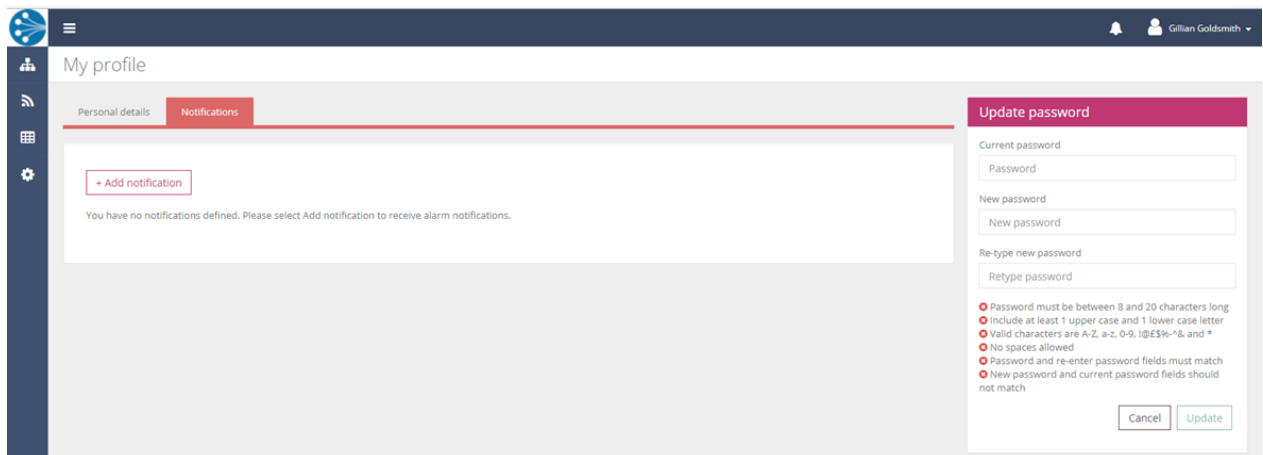 Gillian Goldsmith
My profile
Personal details
Notifications
+ Add notification
You have no notifications defined. Please select Add notification to receive alarm notifications.
Update password
Current password
Password
New password
New password
Re-type new password
Retype password
Password must be between 8 and 20 characters long
Include at least 1 upper case and 1 lower case letter
Valid characters are A-Z, a-z, 0-9, !@£$%-^& and *
No spaces allowed
Password and re-enter password fields must match
New password and current password fields should
not match
Cancel
Update